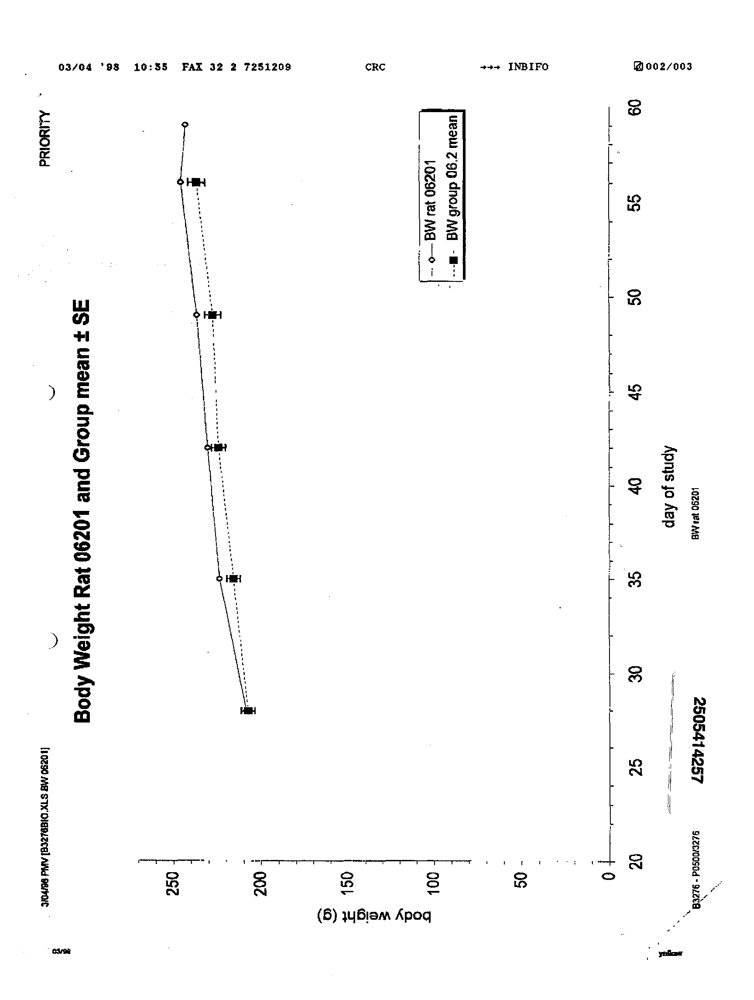 03/04 '98 10:35 FAX 32 2 7251209 CRC →→→ INBIFO 002/003
3/04/98 PMV [B3276BIO.XLS BW 06201]
PRIORITY
Body Weight Rat 06201 and Group mean ± SE
body weight (g)
250
200
150
100
50
0
BW rat 06201
BW group 06.2 mean
20
25
30
35
40
45
50
55
60
day of study
BW rat 06201
B3276 - P0500/3276
2505414257
03/98